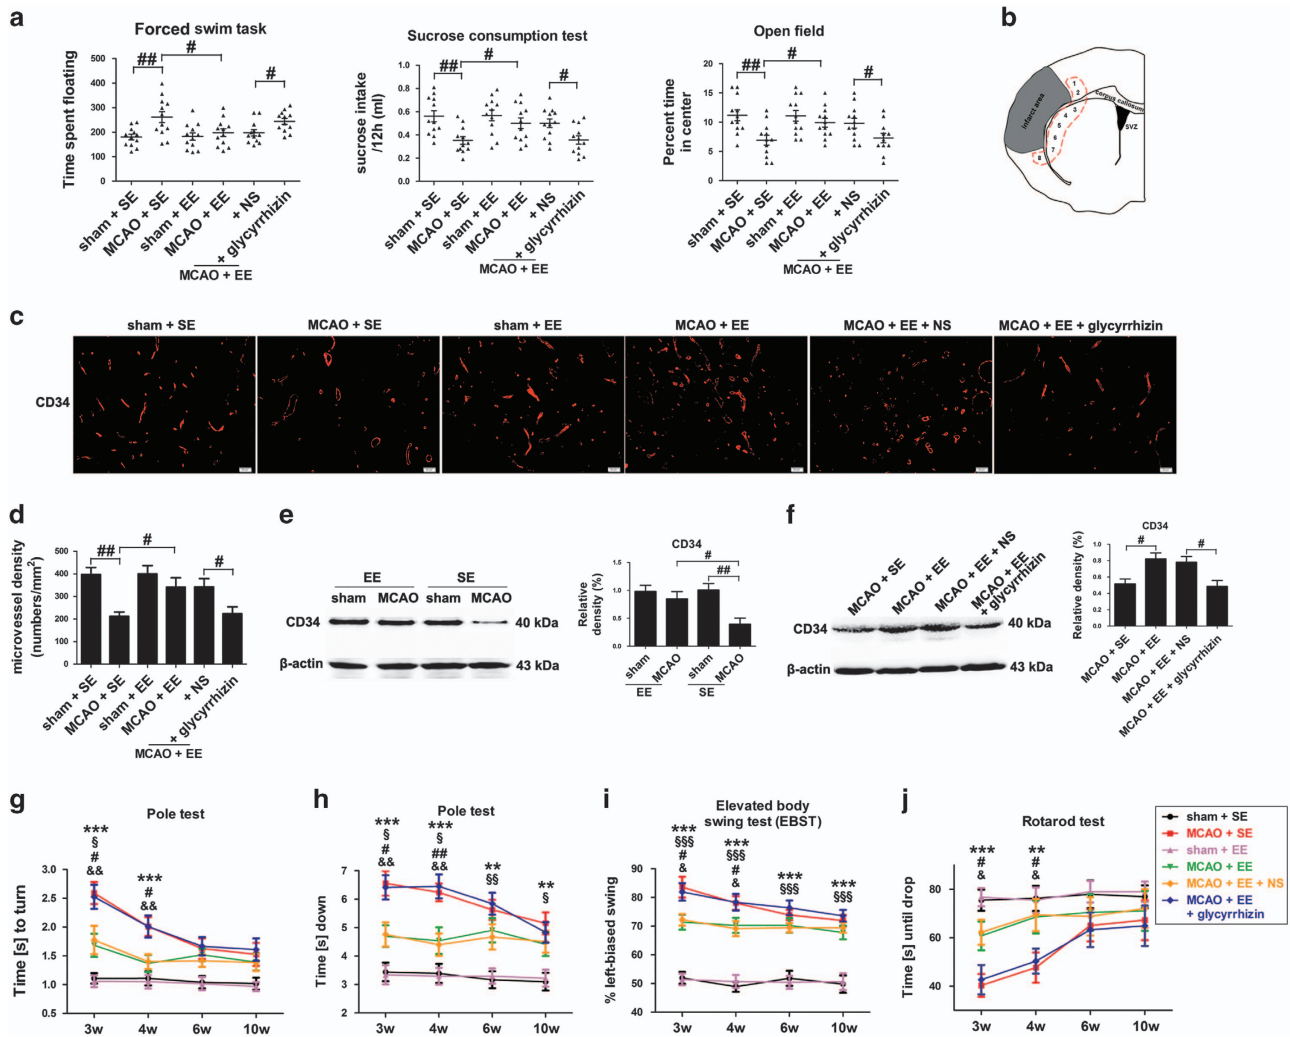 a
Forced swim task
Time spent floating
500
400
300
200
100
0
##
#
#
sham + SE
MCAO + SE
sham + EE
MCAO + EE
+ NS
+ glycyrrhizin
MCAO + EE
Sucrose consumption test
sucrose intake
/12h (ml)
1.0
0.8
0.6
0.4
0.2
0.0
##
#
#
sham + SE
MCAO + SE
sham + EE
MCAO + EE
+ NS
+ glycyrrhizin
MCAO + EE
Open field
Percent time
in center
20
15
10
5
0
##
#
#
sham + SE
MCAO + SE
sham + EE
MCAO + EE
+ NS
+ glycyrrhizin
MCAO + EE
b
infarct area
corpus callosum
SVZ
1
2
3
4
5
6
7
8
c
sham + SE
MCAO + SE
sham + EE
MCAO + EE
MCAO + EE + NS
MCAO + EE + glycyrrhizin
CD34
d
microvessel density
(numbers/mm²)
500
400
300
200
100
0
##
#
#
sham + SE
MCAO + SE
sham + EE
MCAO + EE
+ NS
+ glycyrrhizin
MCAO + EE
e
EE
SE
sham
MCAO
sham
MCAO
CD34
40 kDa
β-actin
43 kDa
CD34
Relative
density (%)
1.5
1.0
0.5
0.0
#
##
sham
MCAO
sham
MCAO
EE
SE
f
MCAO + SE
MCAO + EE
MCAO + EE + NS
MCAO + EE
+ glycyrrhizin
CD34
40 kDa
β-actin
43 kDa
CD34
Relative density (%)
1.0
0.8
0.6
0.4
0.2
0.0
#
#
MCAO + SE
MCAO + EE
MCAO + EE + NS
MCAO + EE + glycyrrhizin
g
Pole test
Time [s] to turn
3.0
2.5
2.0
1.5
1.0
0.5
***
§
#
&&
***
#
&&
3w
4w
6w
10w
h
Pole test
Time [s] down
7
6
5
4
3
2
***
§
#
&&
***
§
##
&&
**
§§
**
§
3w
4w
6w
10w
i
Elevated body
swing test (EBST)
% left-biased swing
90
80
70
60
50
40
***
§§§
#
&
***
§§§
#
&
***
§§§
***
§§§
3w
4w
6w
10w
j
Rotarod test
Time [s] until drop
80
60
40
***
#
&
**
#
&
3w
4w
6w
10w
sham + SE
MCAO + SE
sham + EE
MCAO + EE
MCAO + EE + NS
MCAO + EE
+ glycyrrhizin